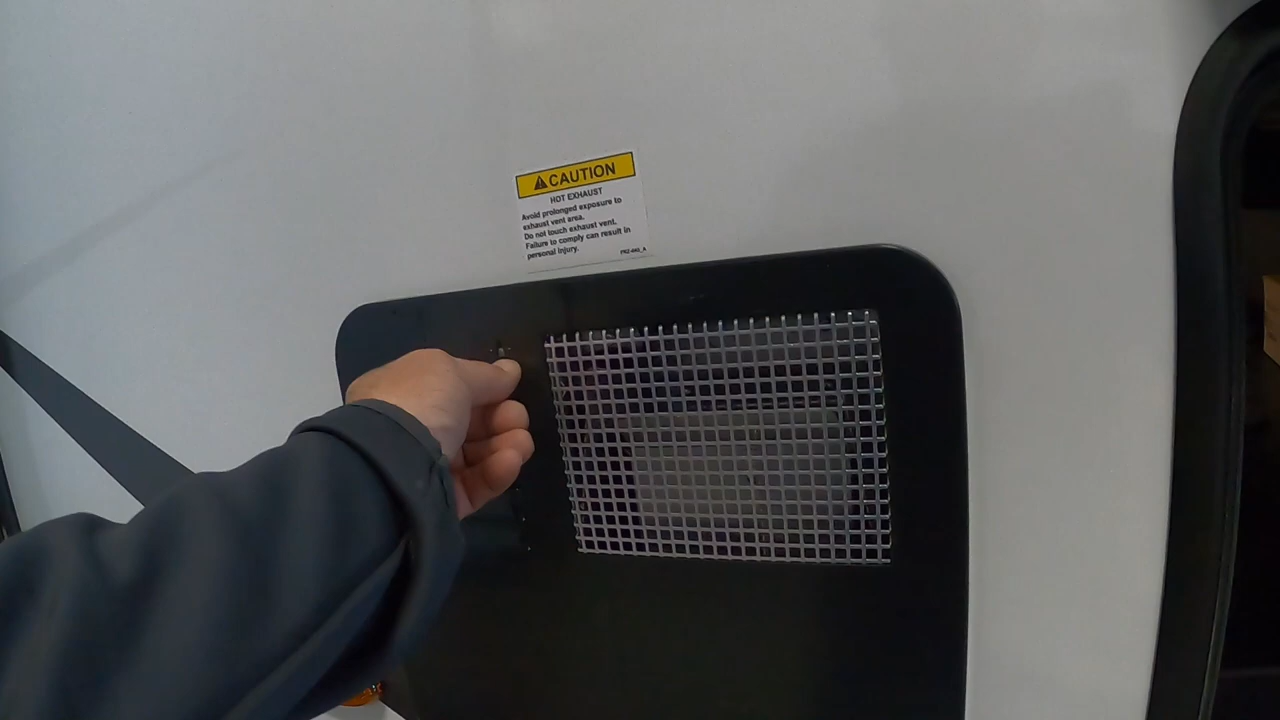 CAUTION
HOT EXHAUST
Avoid prolonged exposure to
exhaust vent area.
Do not touch exhaust vent.
Failure to comply can result in
personal injury.